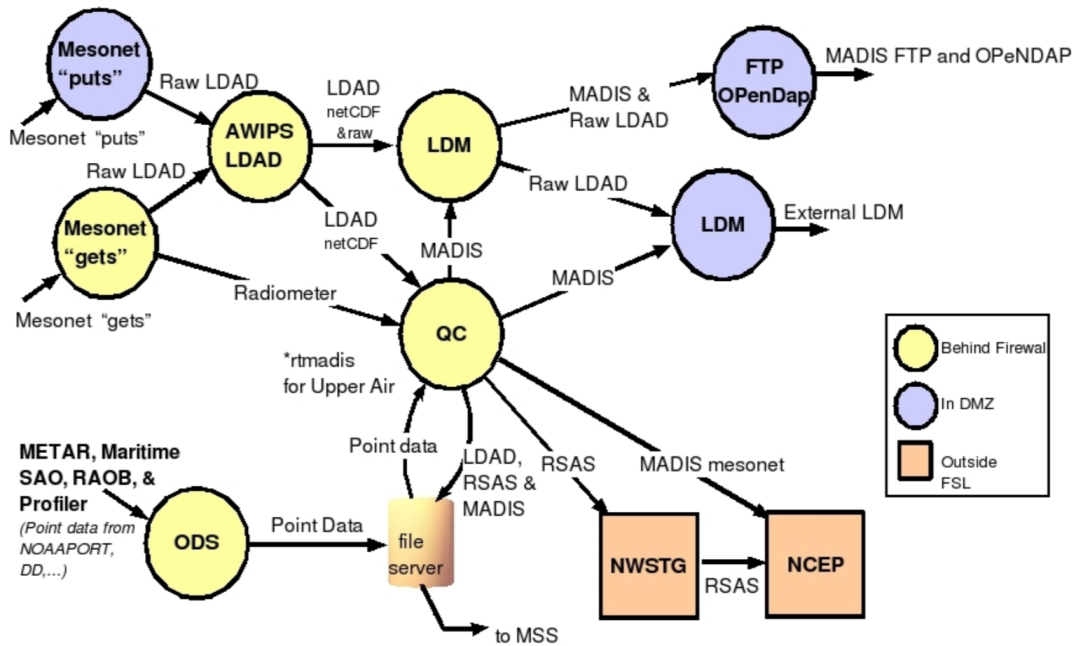 Mesonet
"puts"
Mesonet "puts"
Raw LDAD
AWIPS
LDAD
LDAD
netCDF
&raw
LDM
MADIS &
Raw LDAD
FTP
OPenDap
MADIS FTP and OPeNDAP
Raw LDAD
Mesonet
"gets"
Mesonet "gets"
LDAD
netCDF
MADIS
Raw LDAD
LDM
External LDM
MADIS
Radiometer
QC
*rtmadis
for Upper Air
Behind Firewal
In DMZ
Outside
FSL
METAR, Maritime
SAO, RAOB, &
Profiler
(Point data from
NOAAPORT,
DD,...)
ODS
Point Data
Point data
LDAD,
RSAS &
MADIS
file
server
to MSS
RSAS
MADIS mesonet
NWSTG
RSAS
NCEP